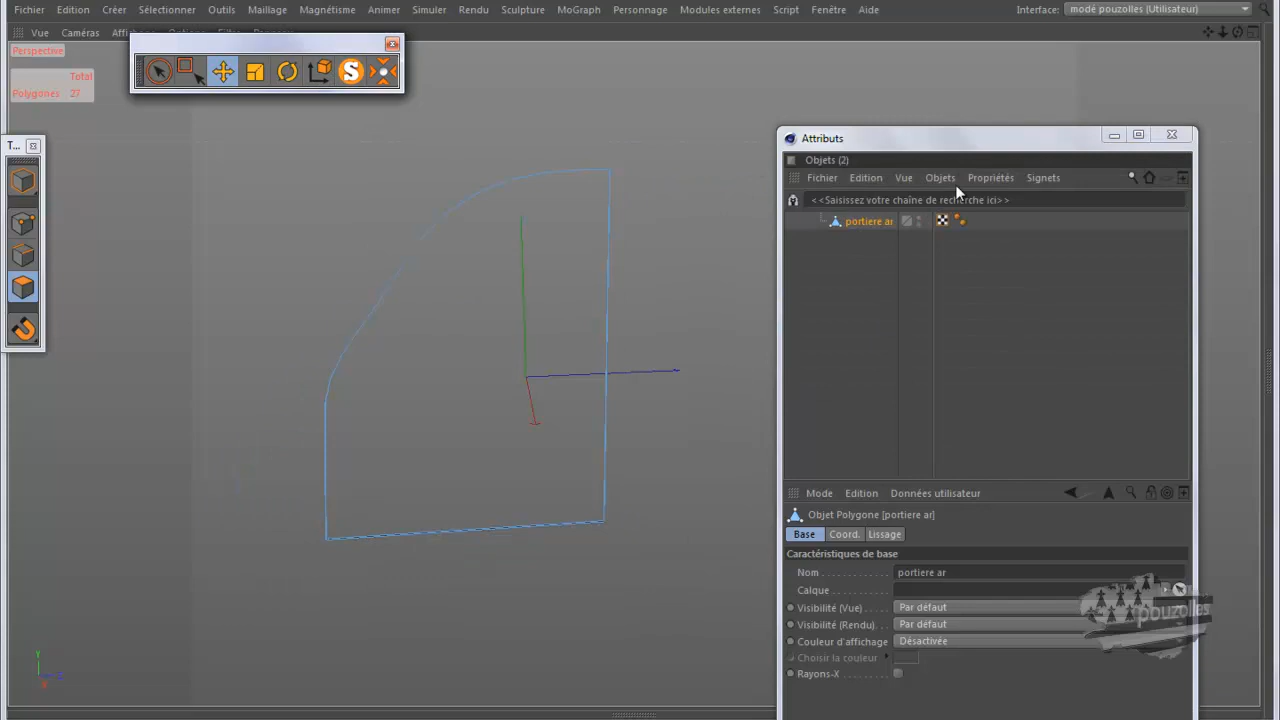 Fichier Edition Créer Sélectionner Outils Maillage Magnétisme Animer Simuler Rendu Sculpture MoGraph Personnage Modules externes Script Fenêtre Aide
Interface: mode pouzolles (Utilisateur)
Vue Caméras
Perspective
Total
Polygones 27
T...
S
Attributs
Objets (2)
Fichier Edition Vue Objets Propriétés Signets
<<Saisissez votre chaîne de recherche ici>>
portiere ar
Mode Edition Données utilisateur
Objet Polygone [portiere ar]
Base Coord. Lissage
Caractéristiques de base
Nom portiere ar
Calque
Visibilité (Vue) Par défaut
Visibilité (Rendu) Par défaut
Couleur d'affichage Désactivée
Choisir la couleur
Rayons-X
pouzolles
Y